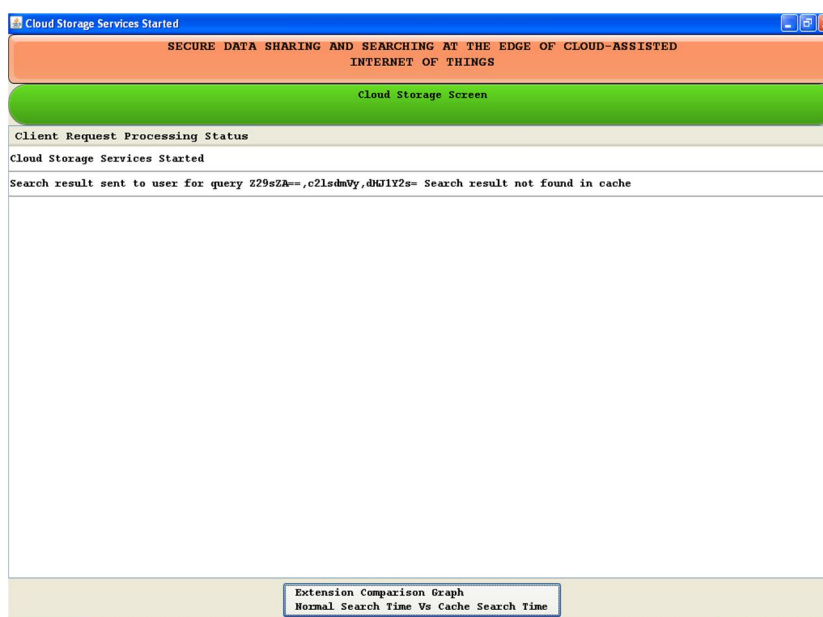 Cloud Storage Services Started
SECURE DATA SHARING AND SEARCHING AT THE EDGE OF CLOUD-ASSISTED
INTERNET OF THINGS
Cloud Storage Screen
Client Request Processing Status
Cloud Storage Services Started
Search result sent to user for query Z29sZA==,c2lsdmVy,dHJ1Y2s= Search result not found in cache
Extension Comparison Graph
Normal Search Time Vs Cache Search Time